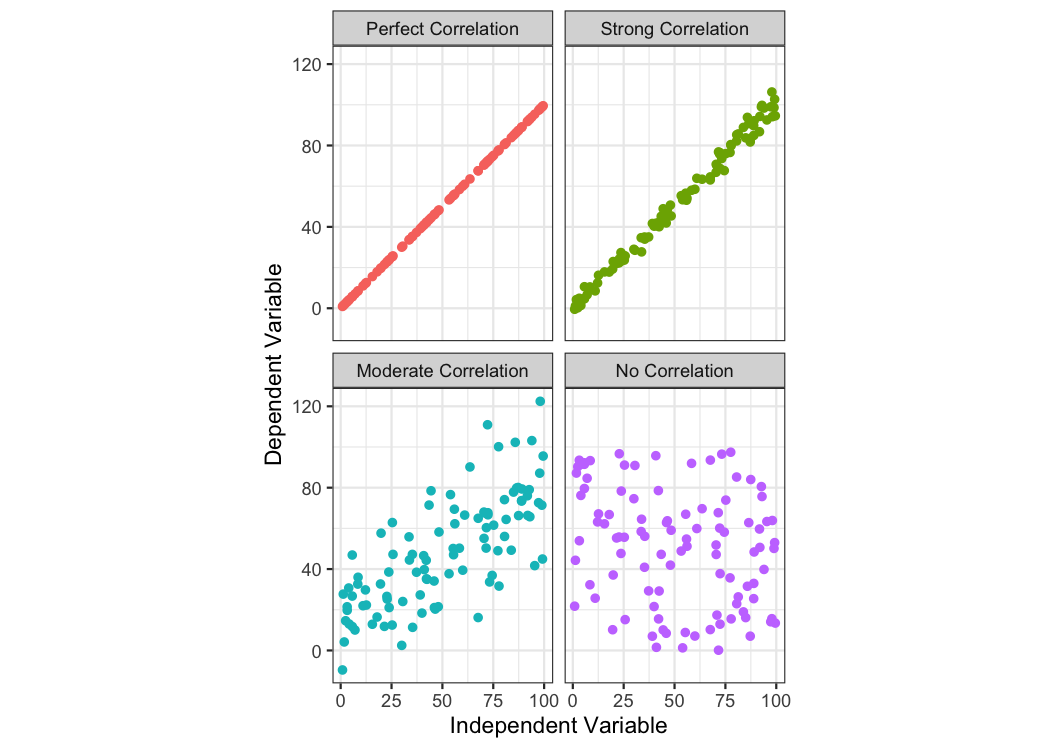 Perfect Correlation
Strong Correlation
120
80
40
0
Moderate Correlation
No Correlation
120
80
40
0
0 25 50 75 100
0 25 50 75 100
Independent Variable
Dependent Variable